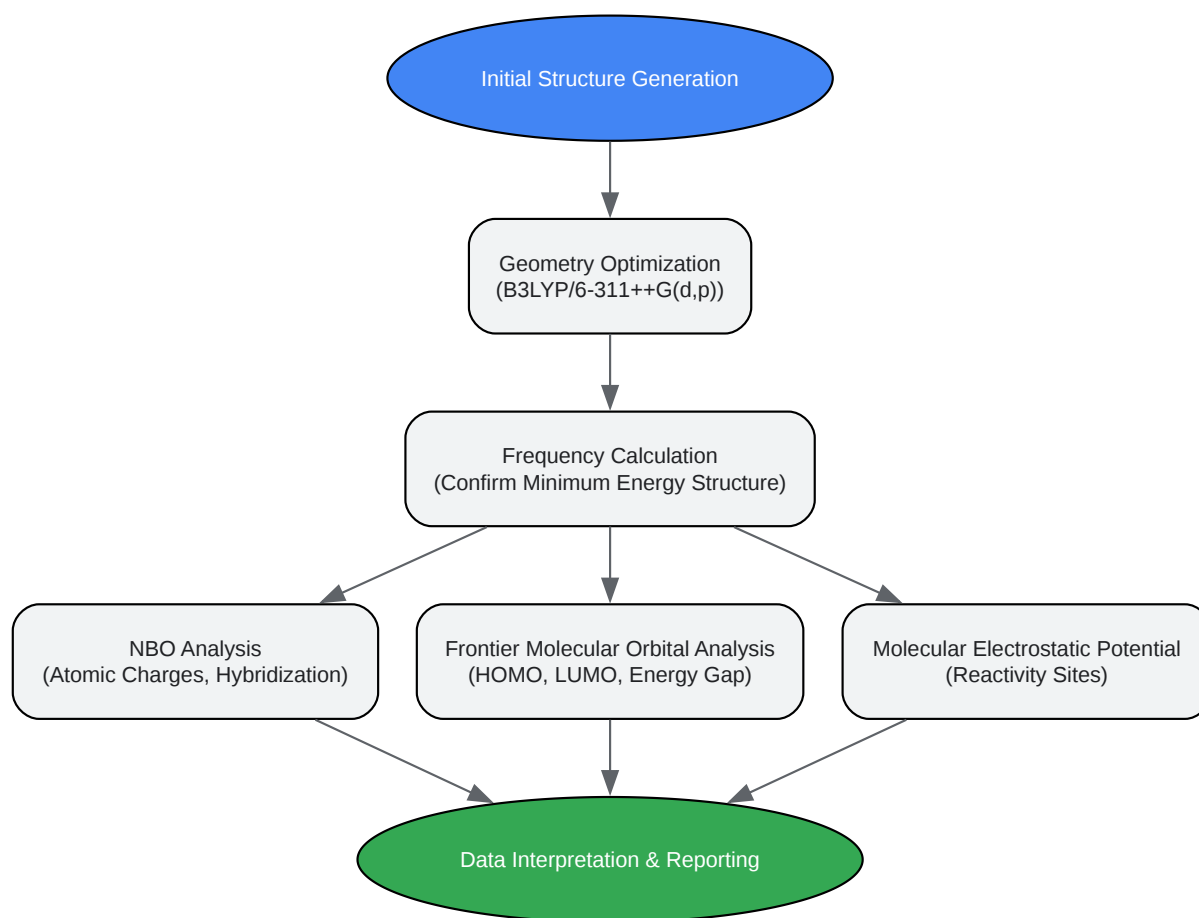 Initial Structure Generation
Geometry Optimization
(B3LYP/6-311++G(d,p))
Frequency Calculation
(Confirm Minimum Energy Structure)
NBO Analysis
(Atomic Charges, Hybridization)
Frontier Molecular Orbital Analysis
(HOMO, LUMO, Energy Gap)
Molecular Electrostatic Potential
(Reactivity Sites)
Data Interpretation & Reporting